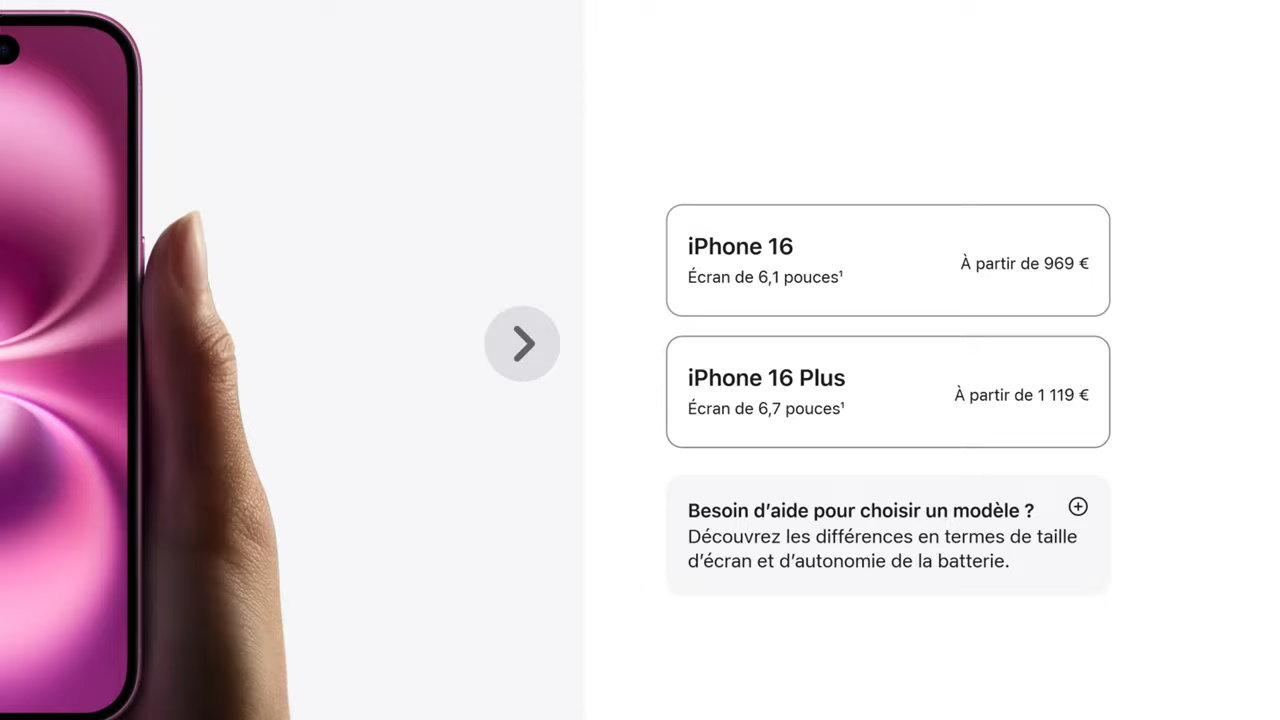 iPhone 16
Écran de 6,1 pouces¹
À partir de 969 €
iPhone 16 Plus
Écran de 6,7 pouces¹
À partir de 1 119 €
Besoin d’aide pour choisir un modèle ?
Découvrez les différences en termes de taille
d’écran et d’autonomie de la batterie.